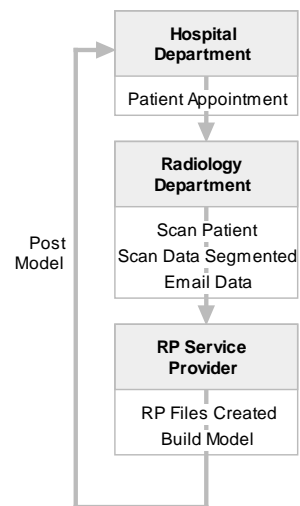 Hospital
Department
Patient Appointment
Radiology
Department
Scan Patient
Scan Data Segmented
Email Data
Post
Model
RP Service
Provider
RP Files Created
Build Model